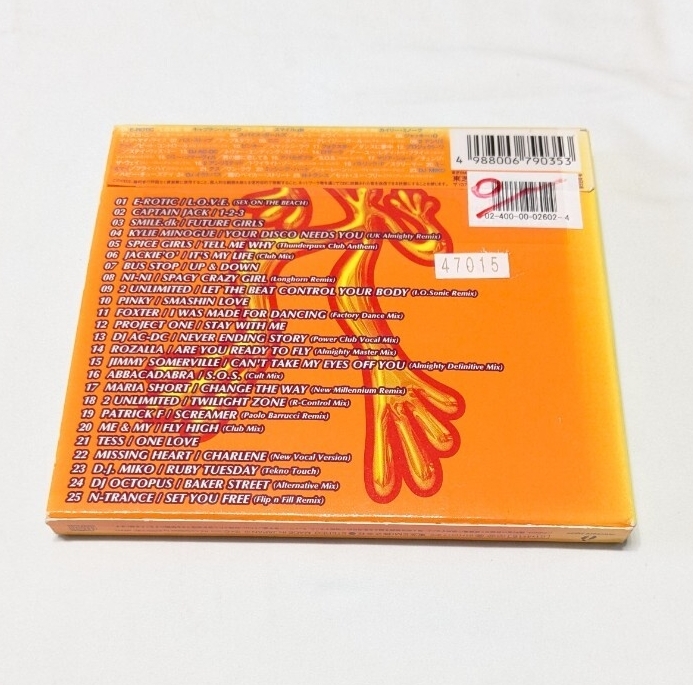 4 988006 790353
02-400-00-02602-4
47015
01 E-ROTIC / L.O.V.E. (SEX ON THE BEACH)
02 CAPTAIN JACK / 1-2-3
03 SMILE.dk / FUTURE GIRLS
04 KYLIE MINOGUE / YOUR DISCO NEEDS YOU (UK Almighty Remix)
05 SPICE GIRLS / TELL ME WHY (Thunderpuss Club Anthem)
06 JACKIE'O' / IT'S MY LIFE (Club Mix)
07 BUS STOP / UP & DOWN
08 NI-NI / SPACY CRAZY GIRL (Longhorn Remix)
09 2 UNLIMITED / LET THE BEAT CONTROL YOUR BODY (I.O.Sonic Remix)
10 PINKY / SMASHIN LOVE
11 FOXTER / I WAS MADE FOR DANCING (Factory Dance Mix)
12 PROJECT ONE / STAY WITH ME
13 DJ AC-DC / NEVER ENDING STORY (Power Club Vocal Mix)
14 ROZALLA / ARE YOU READY TO FLY (Almighty Master Mix)
15 JIMMY SOMERVILLE / CAN'T TAKE MY EYES OFF YOU (Almighty Definitive Mix)
16 ABBACADABRA / S.O.S. (Cult Mix)
17 MARIA SHORT / CHANGE THE WAY (New Millennium Remix)
18 2 UNLIMITED / TWILIGHT ZONE (R-Control Mix)
19 PATRICK F / SCREAMER (Paolo Barrucci Remix)
20 ME & MY / FLY HIGH (Club Mix)
21 TESS / ONE LOVE
22 MISSING HEART / CHARLENE (New Vocal Version)
23 D.J. MIKO / RUBY TUESDAY (Tekno Touch)
24 DJ OCTOPUS / BAKER STREET (Alternative Mix)
25 N-TRANCE / SET YOU FREE (Flip n Fill Remix)